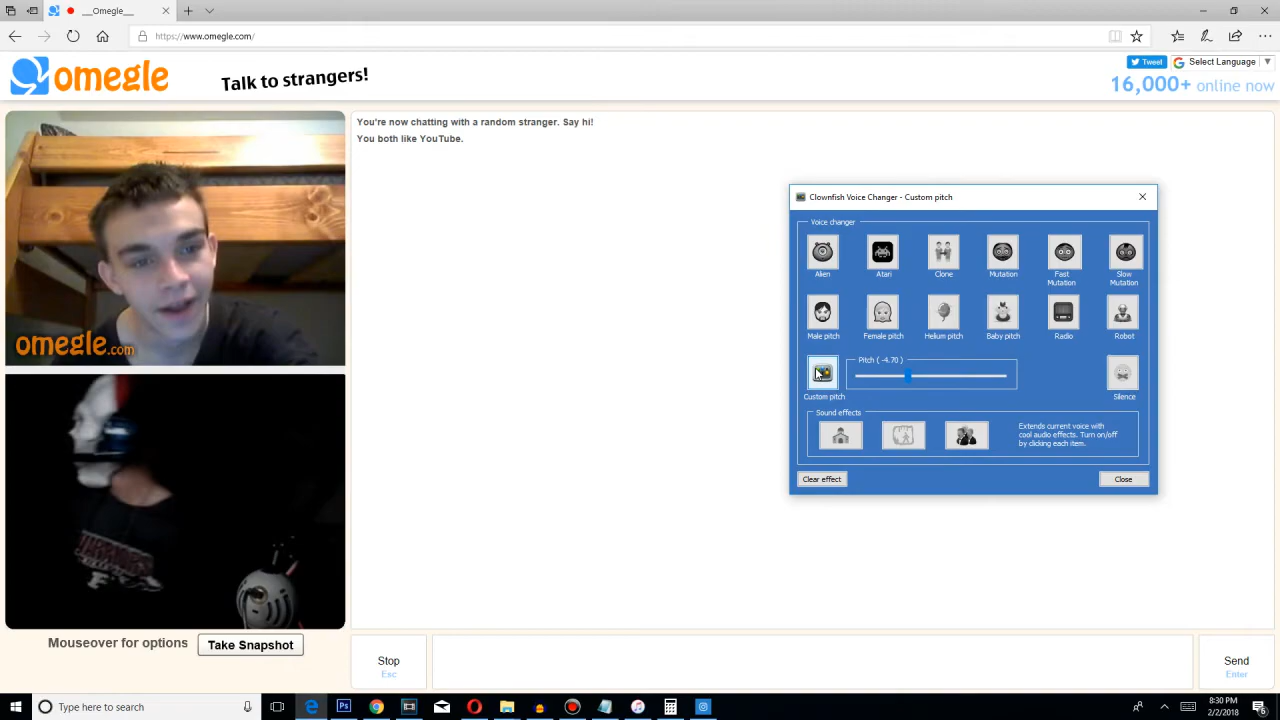 __Omegle__
https://www.omegle.com/
omegle
Talk to strangers!
Tweet
Select Language
16,000+ online now
omegle.com
You're now chatting with a random stranger. Say hi!
You both like YouTube.
Clownfish Voice Changer - Custom pitch
Voice changer
Alien
Atari
Clone
Mutation
Fast
Mutation
Slow
Mutation
Male pitch
Female pitch
Helium pitch
Baby pitch
Radio
Robot
Custom pitch
Pitch ( -4.70 )
Silence
Sound effects
Extends current voice with
cool audio effects. Turn on/off
by clicking each item.
Clear effect
Close
Mouseover for options
Take Snapshot
Stop
Esc
Send
Enter
Type here to search
8:30 PM
2/2/2018